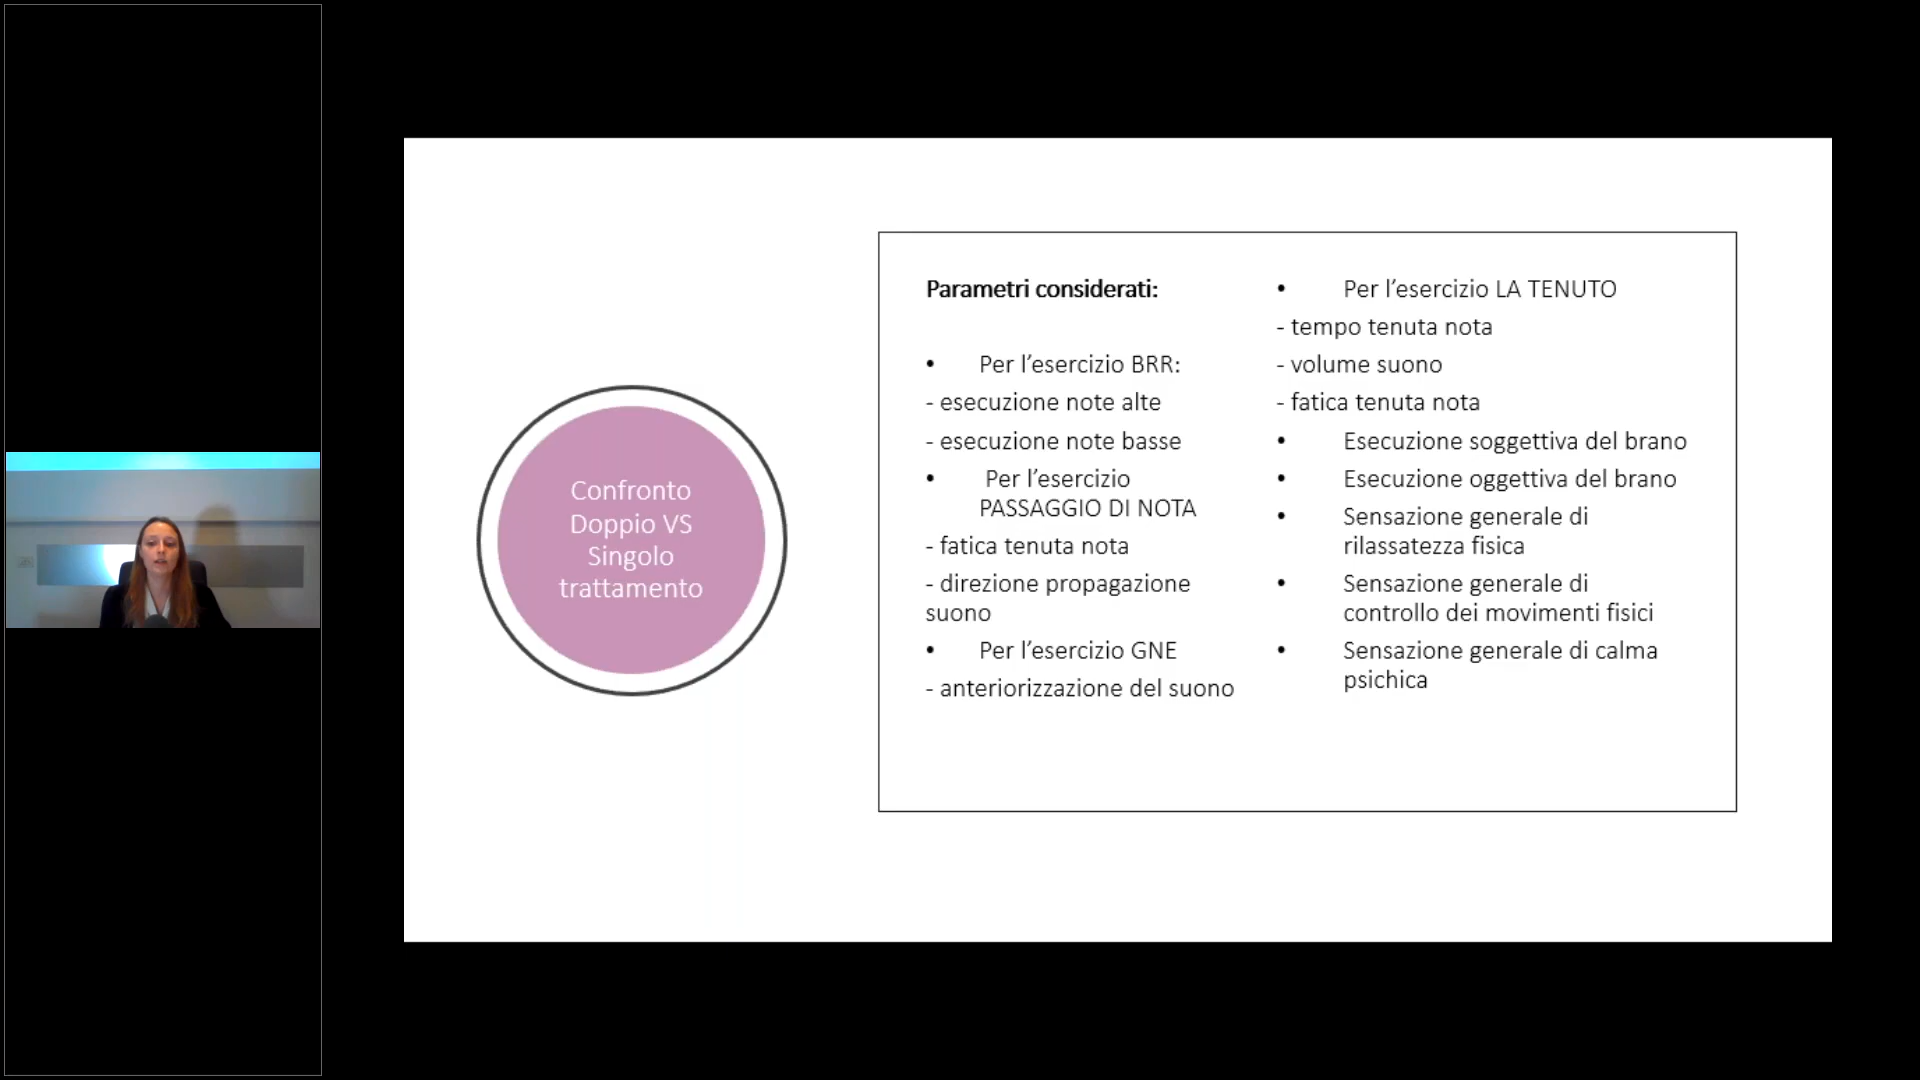 Confronto
Doppio VS
Singolo
trattamento
Parametri considerati:
• Per l’esercizio BRR:
- esecuzione note alte
- esecuzione note basse
• Per l’esercizio
PASSAGGIO DI NOTA
- fatica tenuta nota
- direzione propagazione
suono
• Per l’esercizio GNE
- anteriorizzazione del suono
• Per l’esercizio LA TENUTO
- tempo tenuta nota
- volume suono
- fatica tenuta nota
• Esecuzione soggettiva del brano
• Esecuzione oggettiva del brano
• Sensazione generale di
rilassatezza fisica
• Sensazione generale di
controllo dei movimenti fisici
• Sensazione generale di calma
psichica